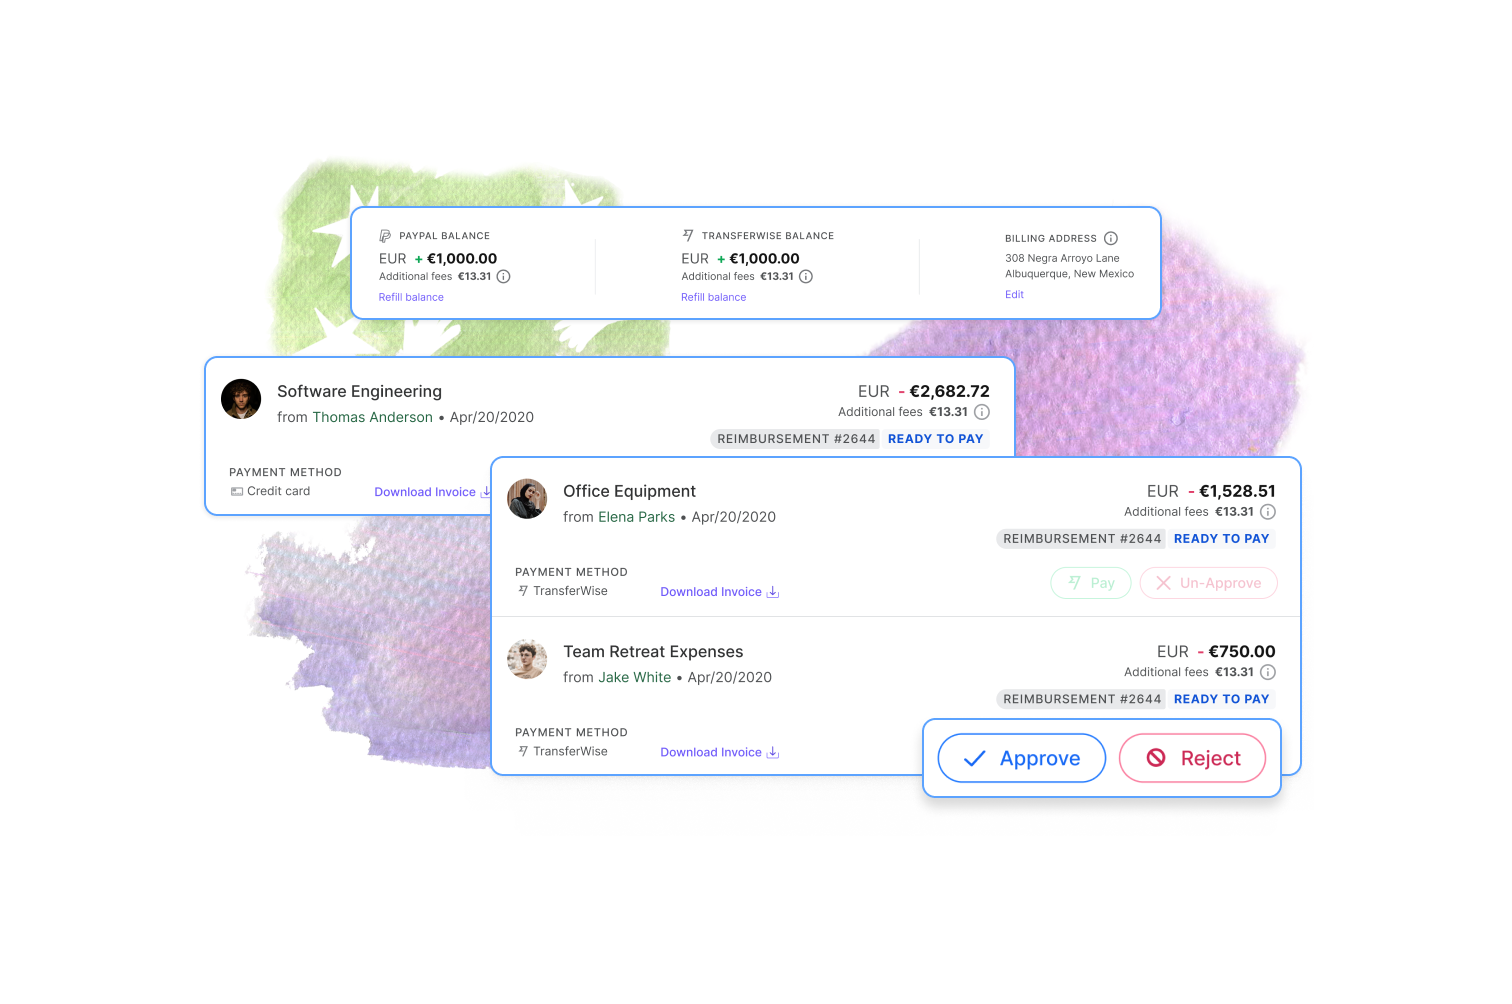 PAYPAL BALANCE
EUR + €1,000.00
Additional fees €13.31
Refill balance
TRANSFERWISE BALANCE
EUR + €1,000.00
Additional fees €13.31
Refill balance
BILLING ADDRESS
308 Negra Arroyo Lane
Albuquerque, New Mexico
Edit
Software Engineering
from Thomas Anderson • Apr/20/2020
EUR - €2,682.72
Additional fees €13.31
REIMBURSEMENT #2644 READY TO PAY
PAYMENT METHOD
Credit card
Download Invoice
Office Equipment
from Elena Parks • Apr/20/2020
EUR - €1,528.51
Additional fees €13.31
REIMBURSEMENT #2644 READY TO PAY
PAYMENT METHOD
TransferWise
Download Invoice
Pay
Un-Approve
Team Retreat Expenses
from Jake White • Apr/20/2020
EUR - €750.00
Additional fees €13.31
REIMBURSEMENT #2644 READY TO PAY
PAYMENT METHOD
TransferWise
Download Invoice
Approve
Reject